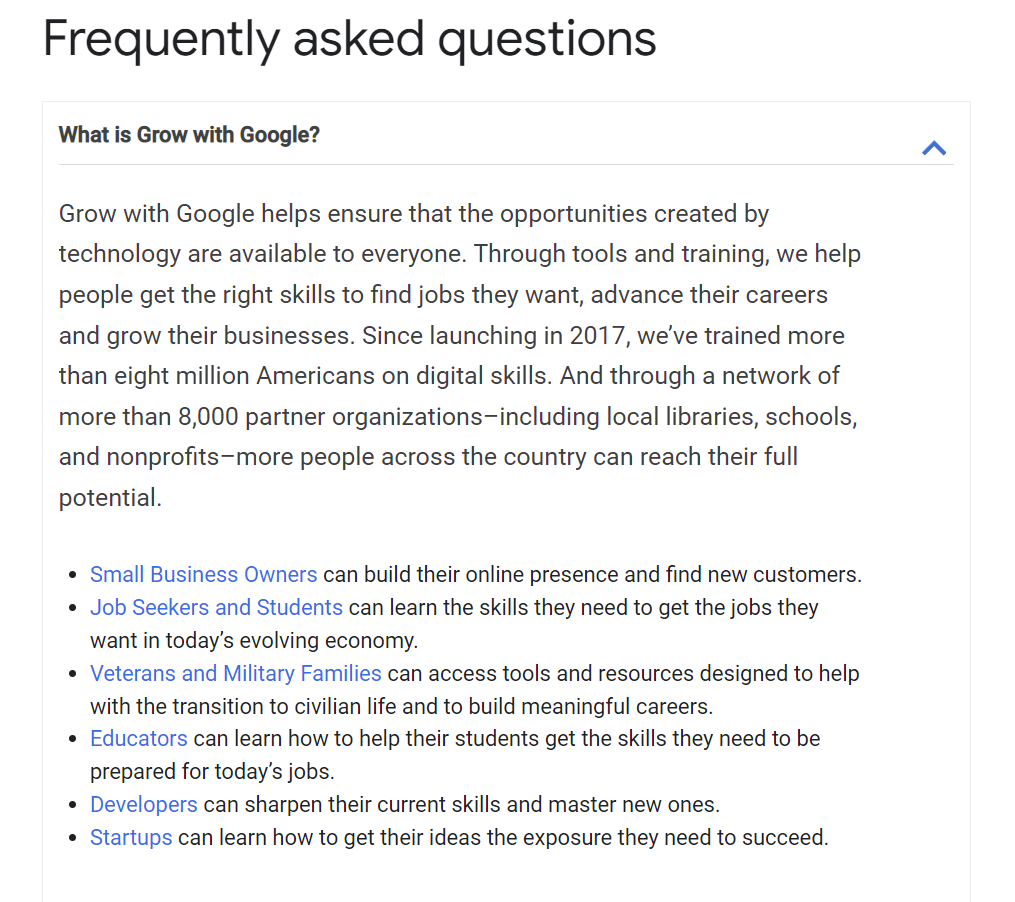 Frequently asked questions
What is Grow with Google?
Grow with Google helps ensure that the opportunities created by
technology are available to everyone. Through tools and training, we help
people get the right skills to find jobs they want, advance their careers
and grow their businesses. Since launching in 2017, we’ve trained more
than eight million Americans on digital skills. And through a network of
more than 8,000 partner organizations–including local libraries, schools,
and nonprofits–more people across the country can reach their full
potential.
• Small Business Owners can build their online presence and find new customers.
• Job Seekers and Students can learn the skills they need to get the jobs they
want in today’s evolving economy.
• Veterans and Military Families can access tools and resources designed to help
with the transition to civilian life and to build meaningful careers.
• Educators can learn how to help their students get the skills they need to be
prepared for today’s jobs.
• Developers can sharpen their current skills and master new ones.
• Startups can learn how to get their ideas the exposure they need to succeed.